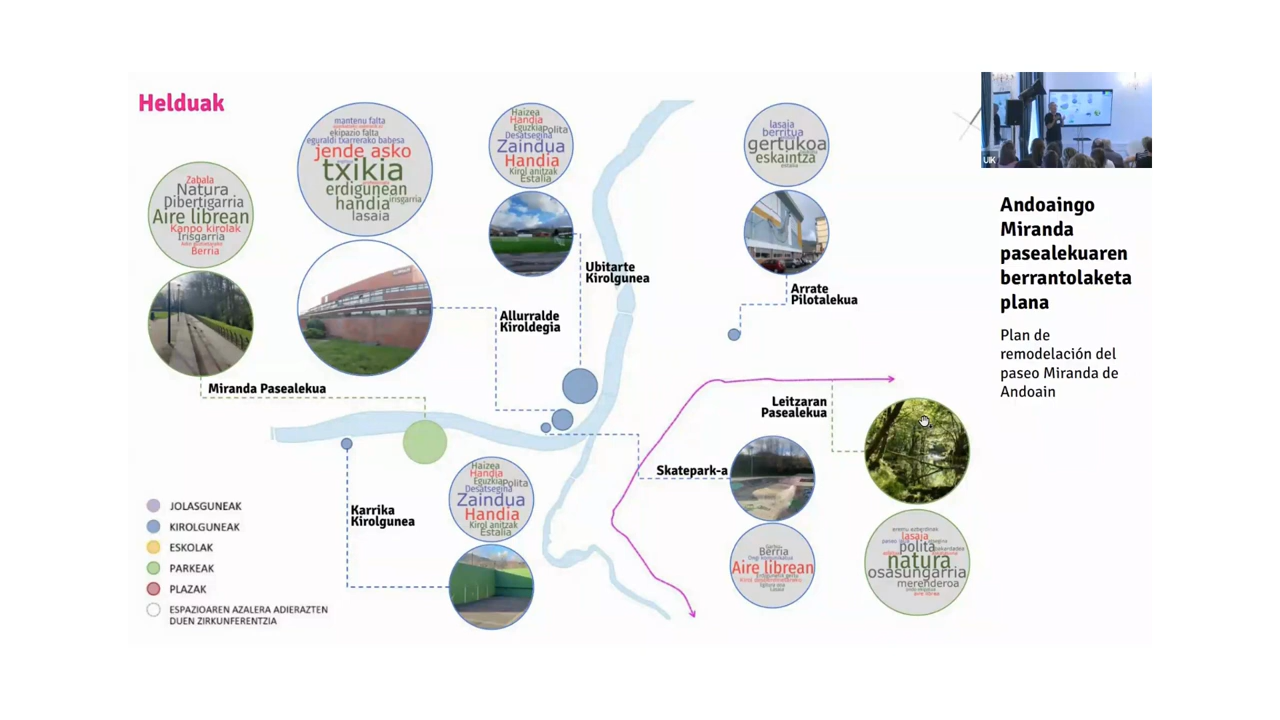 Helduak
Zabala
Natura
Dibertigarria
Aire librean
Kanpo kirolak
Irisgarria
Berria
Miranda Pasealekua
mantenu falta
ekipazio falta
eguraldi txarrerako babesa
jende asko
txikia
erdigunean
handia irisgarria
lasaia
Allurralde
Kiroldegia
Haizea
Handia
Eguzkia Polita
Desatsegina
Zaindua
Handia
Kirol anitzak
Estalia
Ubitarte
Kirolgunea
lasaia
berritua
gertukoa
eskaintza
estalia
Arrate
Pilotalekua
Karrika
Kirolgunea
Haizea
Handia
Eguzkia Polita
Desatsegina
Zaindua
Handia
Kirol anitzak
Estalia
Leitzaran
Pasealekua
Skatepark-a
Berria
Aire librean
lasaia
polita
natura
osasungarria
merenderoa
aire librea
JOLASGUNEAK
KIROLGUNEAK
ESKOLAK
PARKEAK
PLAZAK
ESPAZIOAREN AZALERA ADIERAZTEN
DUEN ZIRKUNFERENTZIA
UIK
Andoaingo
Miranda
pasealekuaren
berrantolaketa
plana
Plan de
remodelación del
paseo Miranda de
Andoain